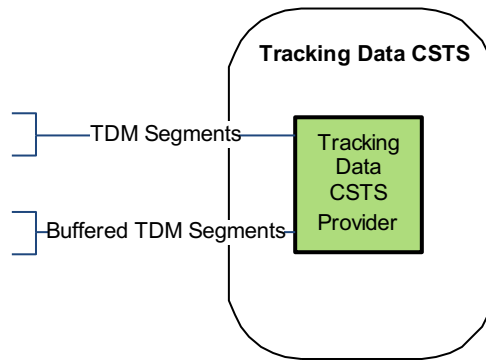 Tracking Data CSTS
TDM Segments
Tracking
Data
CSTS
Provider
Buffered TDM Segments